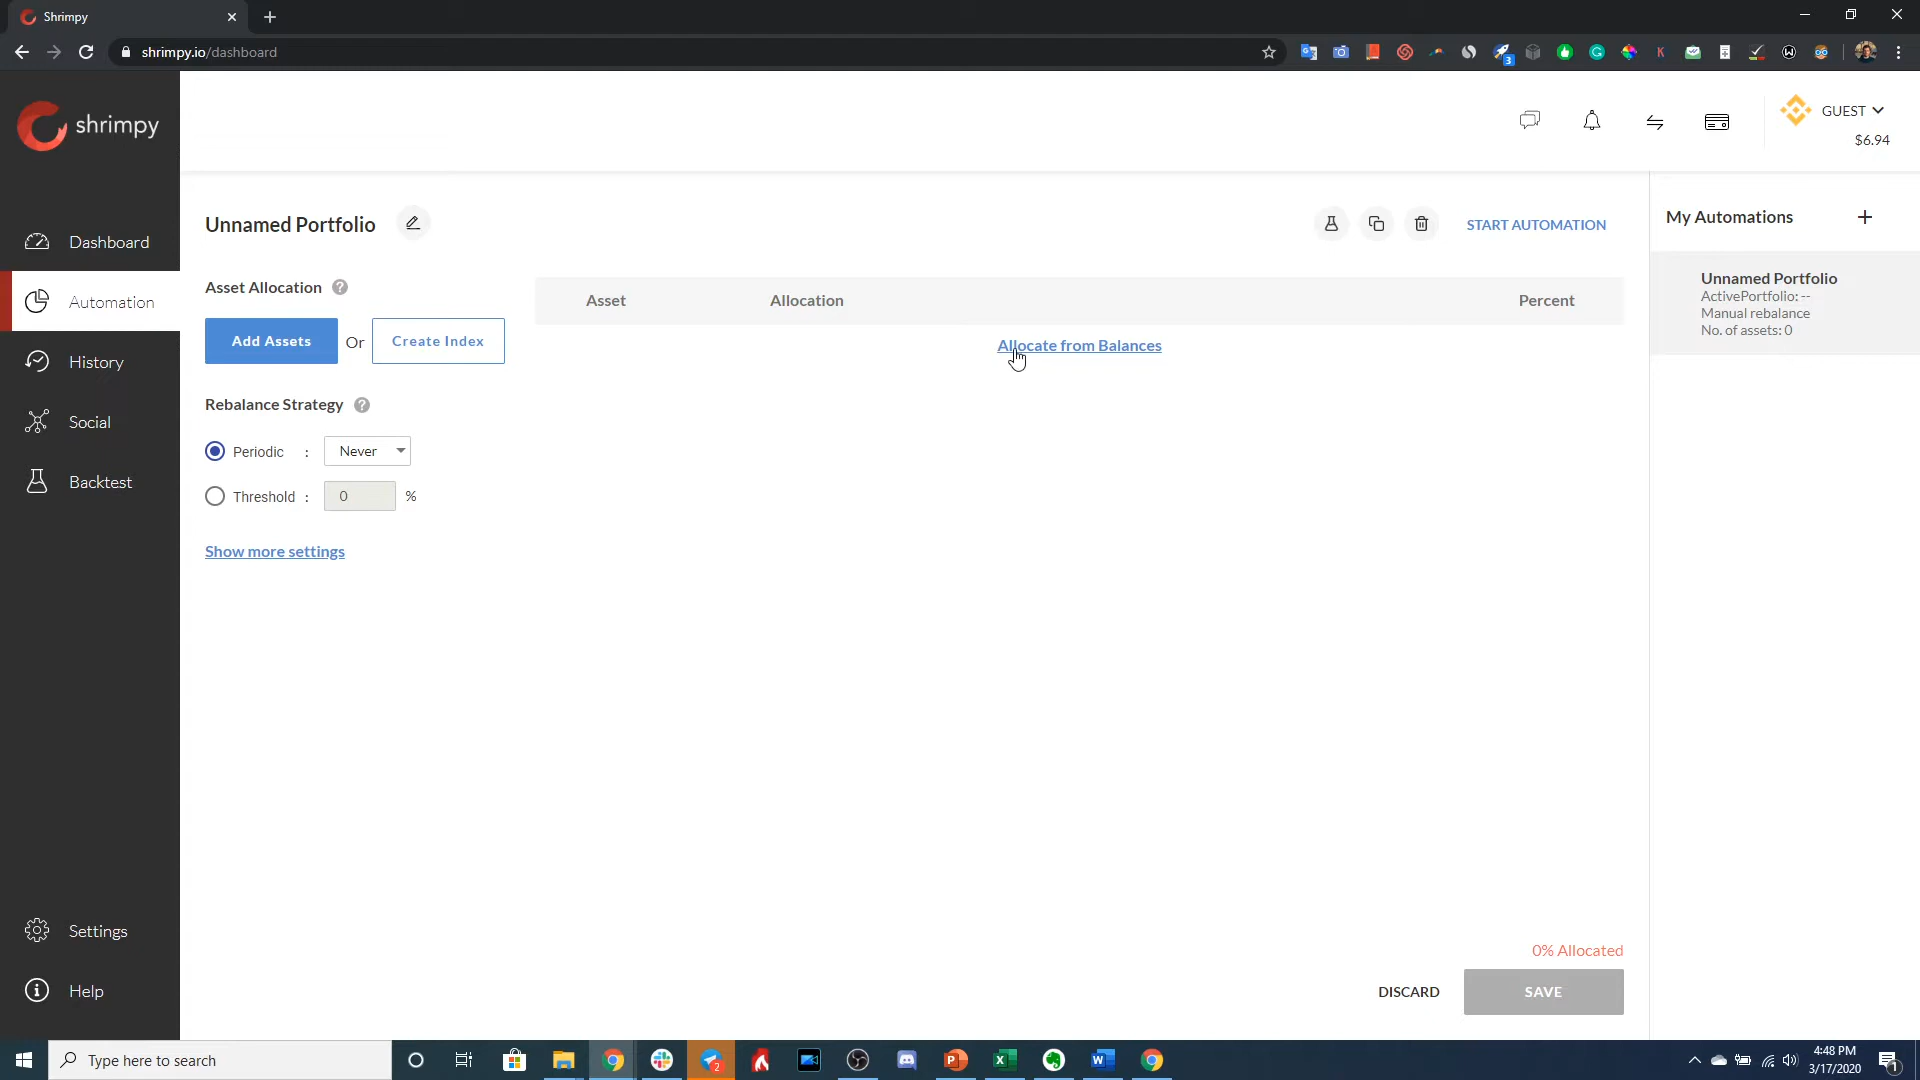 Shrimpy
shrimpy.io/dashboard
3
shrimpy
GUEST
$6.94
Dashboard
Automation
History
Social
Backtest
Settings
Help
Unnamed Portfolio
START AUTOMATION
Asset Allocation ?
Add Assets Or Create Index
Rebalance Strategy ?
Periodic : Never
Threshold : 0 %
Show more settings
Asset Allocation Percent
Allocate from Balances
0% Allocated
DISCARD SAVE
My Automations +
Unnamed Portfolio
ActivePortfolio: --
Manual rebalance
No. of assets: 0
Type here to search
2
4:48 PM
3/17/2020
1